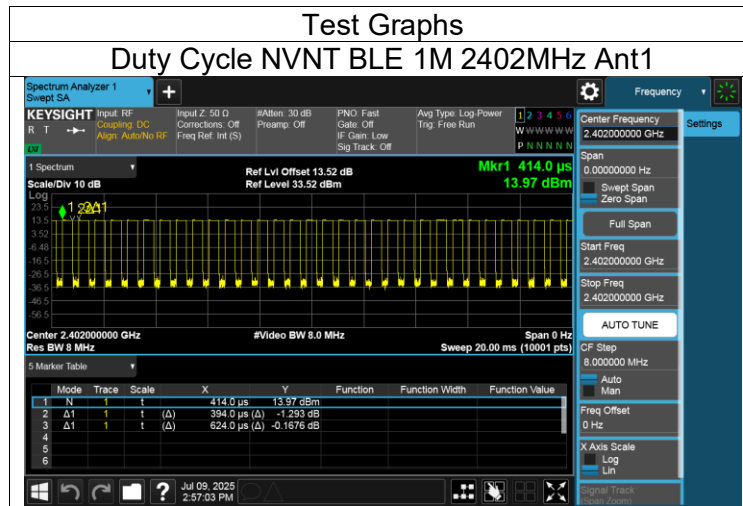 Test Graphs
Duty Cycle NVNT BLE 1M 2402MHz Ant1
Spectrum Analyzer 1
Swept SA
+
Frequency
KEYSIGHT
R T
LXI
Input: RF
Coupling: DC
Align: Auto/No RF
Input Z: 50 Ω
Corrections: Off
Freq Ref: Int (S)
#Atten: 30 dB
Preamp: Off
PNO: Fast
Gate: Off
IF Gain: Low
Sig Track: Off
Avg Type: Log-Power
Trig: Free Run
1 2 3 4 5 6
W W W W W W
P N N N N N
1 Spectrum
Scale/Div 10 dB
Ref Lvl Offset 13.52 dB
Ref Level 33.52 dBm
Mkr1 414.0 µs
13.97 dBm
Log
23.5
13.5
3.52
-6.48
-16.5
-26.5
-36.5
-46.5
-56.5
Center 2.402000000 GHz
Res BW 8 MHz
#Video BW 8.0 MHz
Span 0 Hz
Sweep 20.00 ms (10001 pts)
5 Marker Table
Mode Trace Scale X Y Function Function Width Function Value
1 N 1 t 414.0 µs 13.97 dBm
2 Δ1 1 t (Δ) 394.0 µs (Δ) -1.293 dB
3 Δ1 1 t (Δ) 624.0 µs (Δ) -0.1676 dB
4
5
6
Jul 09, 2025
2:57:03 PM
Center Frequency
2.402000000 GHz
Settings
Span
0.00000000 Hz
Swept Span
Zero Span
Full Span
Start Freq
2.402000000 GHz
Stop Freq
2.402000000 GHz
AUTO TUNE
CF Step
8.000000 MHz
Auto
Man
Freq Offset
0 Hz
X Axis Scale
Log
Lin
Signal Track
(Span Zoom)